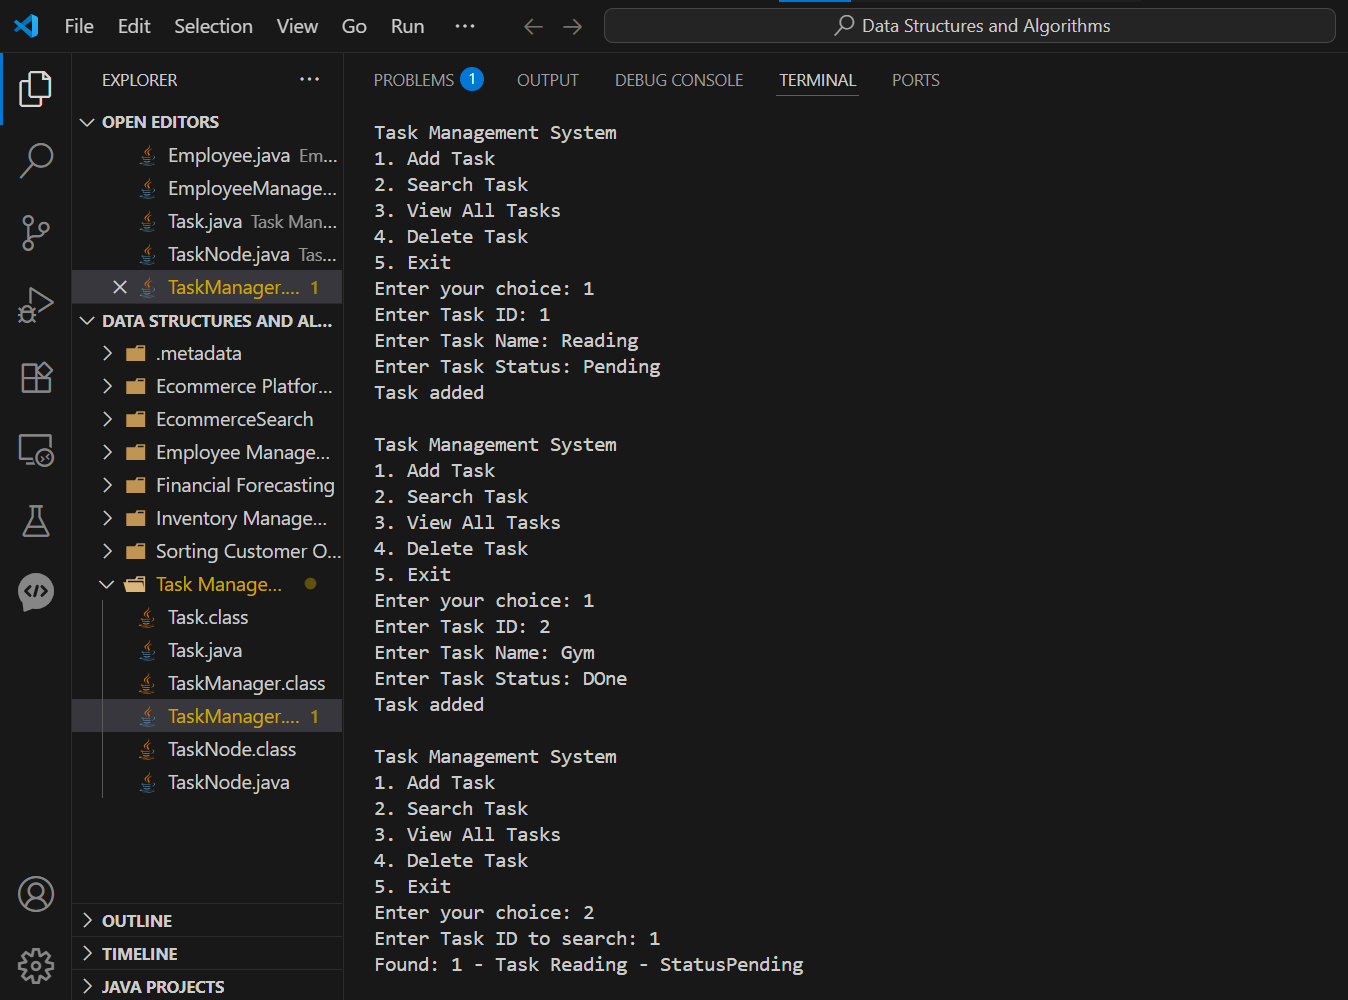 File Edit Selection View Go Run ...
Data Structures and Algorithms
EXPLORER ...
OPEN EDITORS
Employee.java Em...
EmployeeManage...
Task.java Task Man...
TaskNode.java Tas...
TaskManager.... 1
DATA STRUCTURES AND AL...
.metadata
Ecommerce Platfor...
EcommerceSearch
Employee Manage...
Financial Forecasting
Inventory Manage...
Sorting Customer O...
Task Manage...
Task.class
Task.java
TaskManager.class
TaskManager.... 1
TaskNode.class
TaskNode.java
OUTLINE
TIMELINE
JAVA PROJECTS
PROBLEMS 1 OUTPUT DEBUG CONSOLE TERMINAL PORTS
Task Management System
1. Add Task
2. Search Task
3. View All Tasks
4. Delete Task
5. Exit
Enter your choice: 1
Enter Task ID: 1
Enter Task Name: Reading
Enter Task Status: Pending
Task added
Task Management System
1. Add Task
2. Search Task
3. View All Tasks
4. Delete Task
5. Exit
Enter your choice: 1
Enter Task ID: 2
Enter Task Name: Gym
Enter Task Status: DOne
Task added
Task Management System
1. Add Task
2. Search Task
3. View All Tasks
4. Delete Task
5. Exit
Enter your choice: 2
Enter Task ID to search: 1
Found: 1 - Task Reading - StatusPending